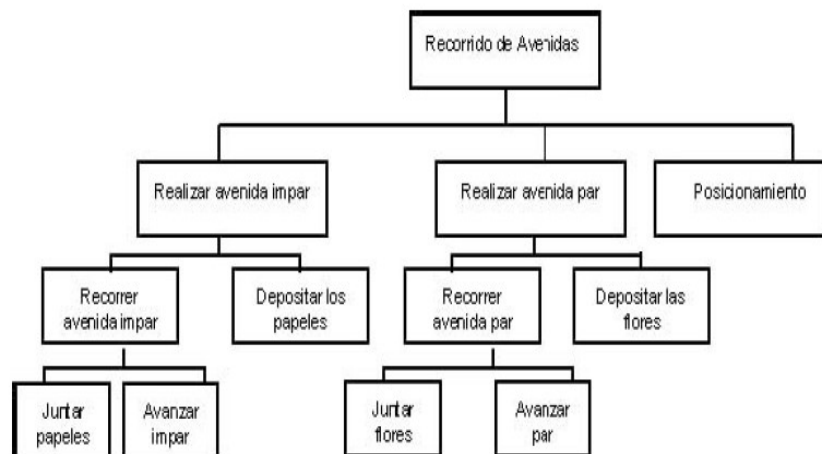 Recorrido de Avenidas
Realizar avenida impar
Realizar avenida par
Posicionamiento
Recorrer
avenida impar
Depositar los
papeles
Recorrer
avenida par
Depositar las
flores
Juntar
papeles
Avanzar
impar
Juntar
flores
Avanzar
par